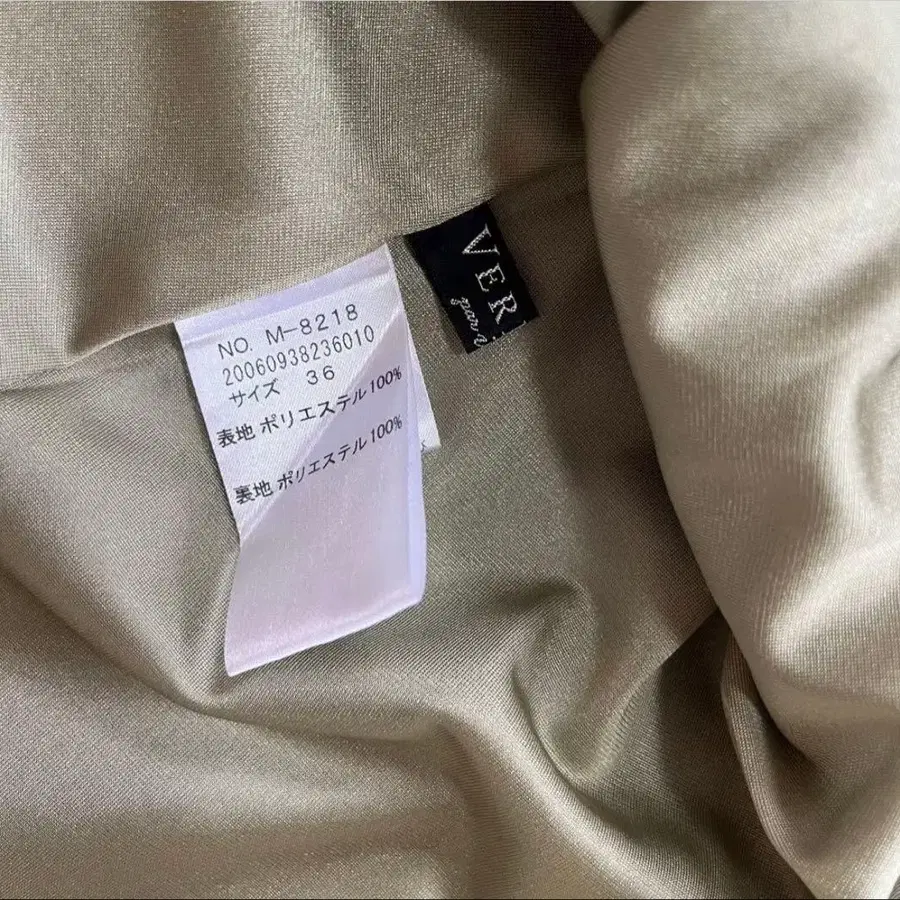 NO. M-8218
20060938236010
サイズ 36
表地 ポリエステル100%
裏地 ポリエステル100%
VER
par